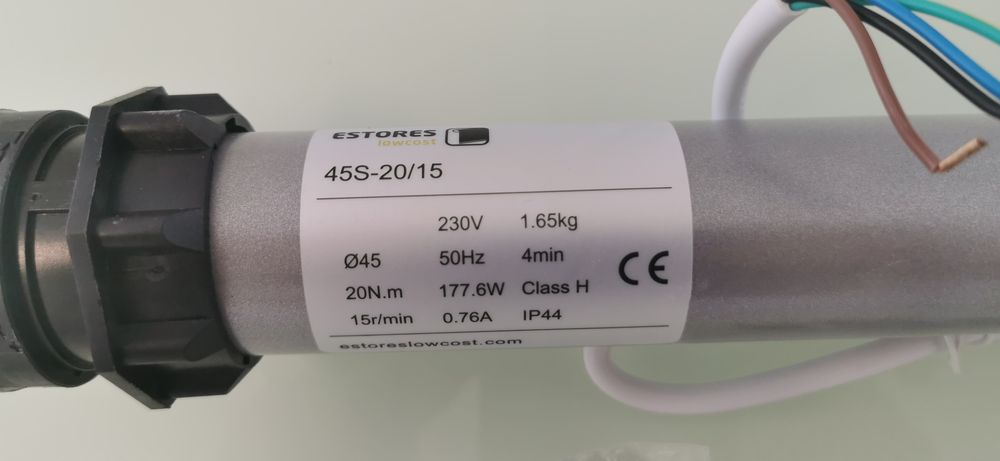 ESTORES
lowcost
45S-20/15
230V 1.65kg
Ø45 50Hz 4min
20N.m 177.6W Class H
15r/min 0.76A IP44
CE
estoreslowcost.com